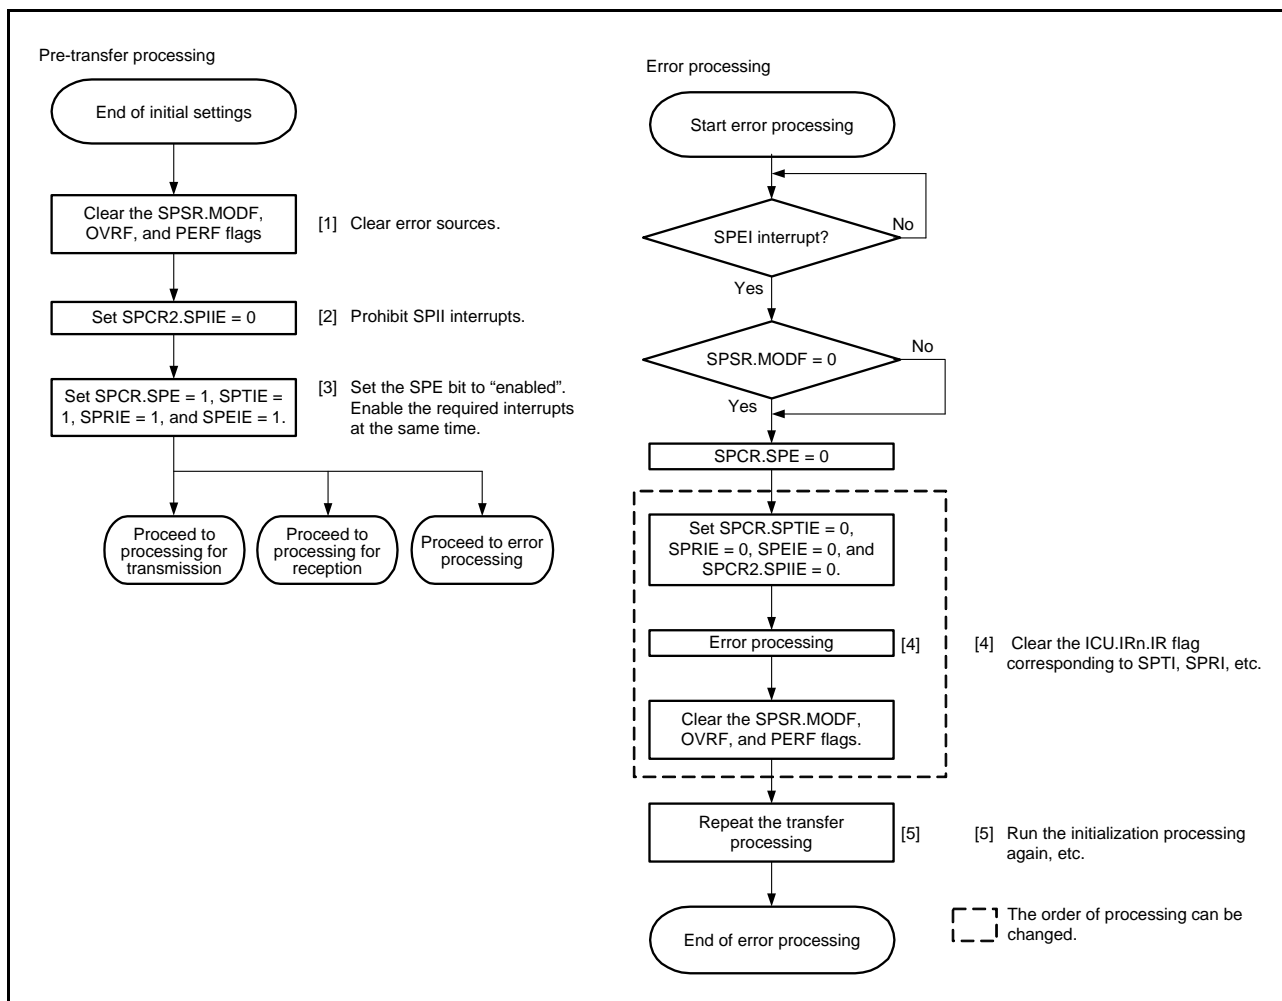 Pre-transfer processing
End of initial settings
Clear the SPSR.MODF,
OVRF, and PERF flags
[1] Clear error sources.
Set SPCR2.SPIIE = 0
[2] Prohibit SPII interrupts.
Set SPCR.SPE = 1, SPTIE =
1, SPRIE = 1, and SPEIE = 1.
[3] Set the SPE bit to “enabled”.
Enable the required interrupts
at the same time.
Proceed to
processing for
transmission
Proceed to
processing for
reception
Proceed to error
processing
Error processing
Start error processing
SPEI interrupt?
No
Yes
SPSR.MODF = 0
No
Yes
SPCR.SPE = 0
Set SPCR.SPTIE = 0,
SPRIE = 0, SPEIE = 0, and
SPCR2.SPIIE = 0.
Error processing
[4]
[4] Clear the ICU.IRn.IR flag
corresponding to SPTI, SPRI, etc.
Clear the SPSR.MODF,
OVRF, and PERF flags.
Repeat the transfer
processing
[5]
[5] Run the initialization processing
again, etc.
End of error processing
The order of processing can be
changed.